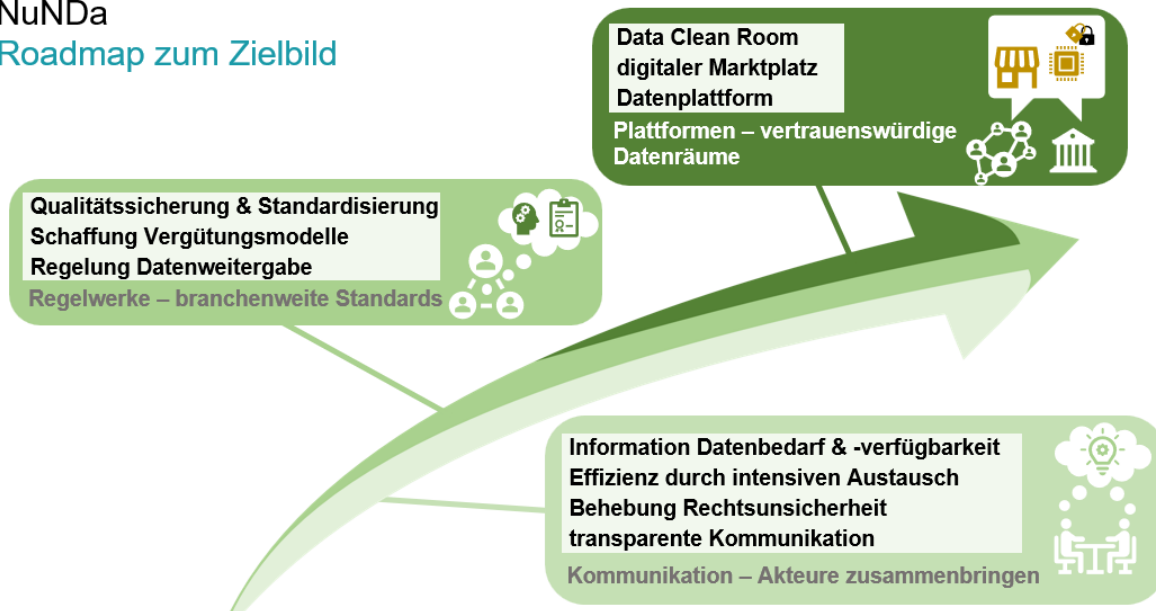 NuNDa
Roadmap zum Zielbild
Data Clean Room
digitaler Marktplatz
Datenplattform
Plattformen – vertrauenswürdige
Datenräume
Qualitätssicherung & Standardisierung
Schaffung Vergütungsmodelle
Regelung Datenweitergabe
Regelwerke – branchenweite Standards
Information Datenbedarf & -verfügbarkeit
Effizienz durch intensiven Austausch
Behebung Rechtsunsicherheit
transparente Kommunikation
Kommunikation – Akteure zusammenbringen